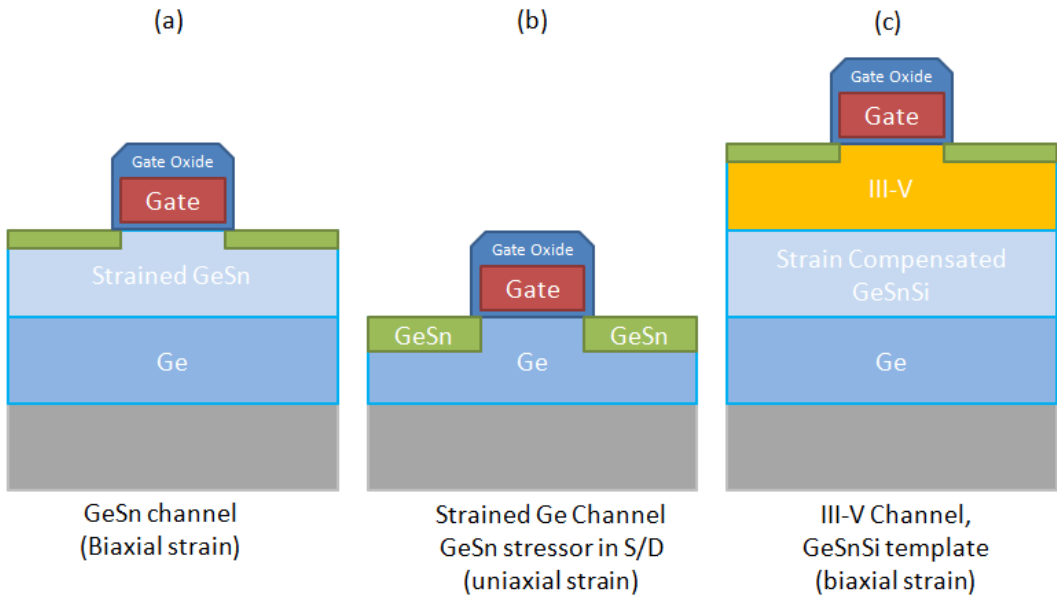 (a)
Gate Oxide
Gate
Strained GeSn
Ge
GeSn channel
(Biaxial strain)
(b)
Gate Oxide
Gate
GeSn
GeSn
Ge
Strained Ge Channel
GeSn stressor in S/D
(uniaxial strain)
(c)
Gate Oxide
Gate
III-V
Strain Compensated
GeSnSi
Ge
III-V Channel,
GeSnSi template
(biaxial strain)